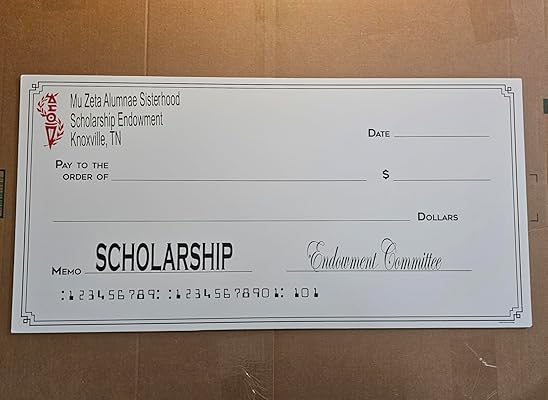 Mu Zeta Alumnae Sisterhood
Scholarship Endowment
Knoxville, TN
DATE
PAY TO THE
ORDER OF
$
DOLLARS
MEMO SCHOLARSHIP
Endowment Committee
⑆123456789⑆ ⑆12345678901⑆ 101